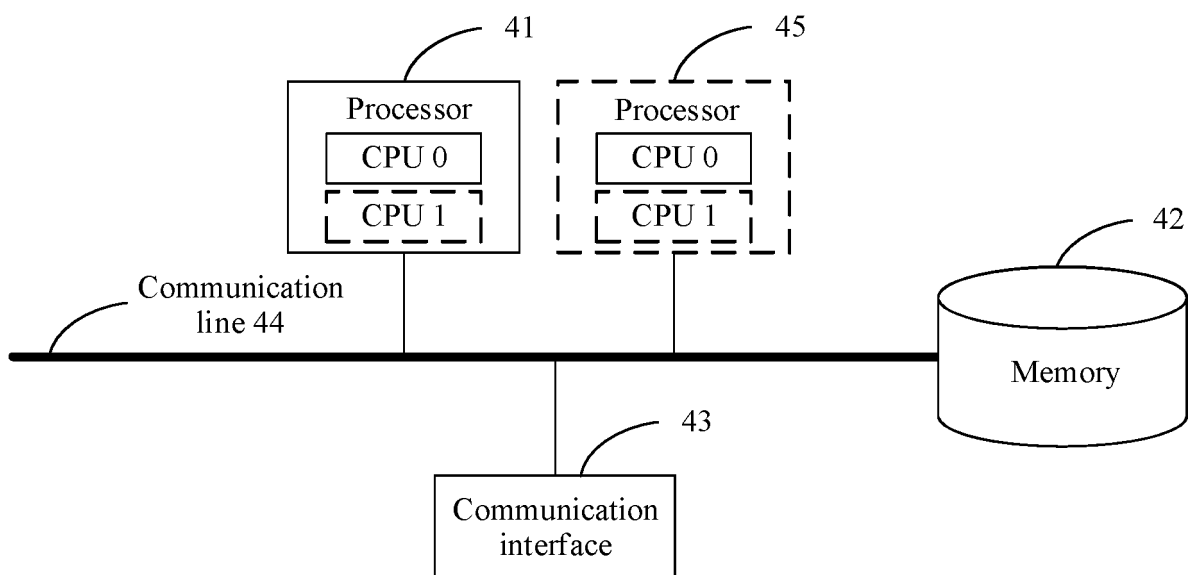 41
45
Processor
CPU 0
CPU 1
Processor
CPU 0
CPU 1
42
Communication
line 44
Memory
43
Communication
interface